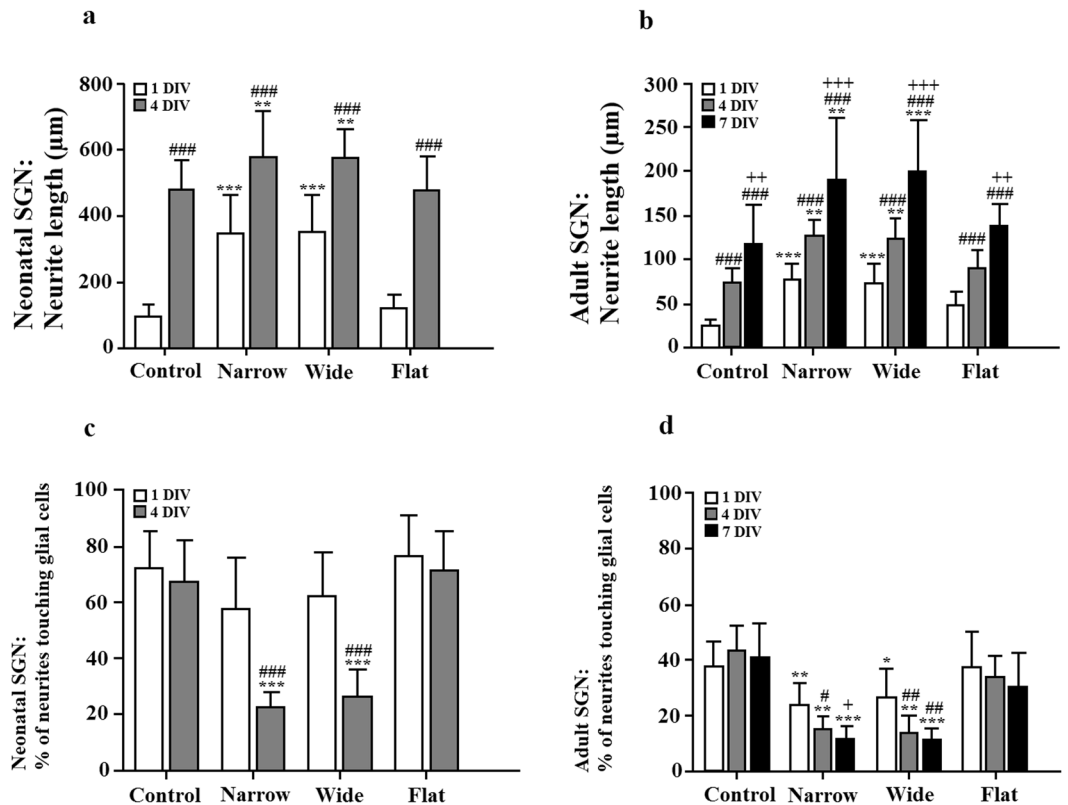 a
Neonatal SGN:
Neurite length (µm)
800
600
400
200
0
1 DIV
4 DIV
###
***
###
**
***
###
**
###
Control
Narrow
Wide
Flat
b
Adult SGN:
Neurite length (µm)
300
250
200
150
100
50
0
1 DIV
4 DIV
7 DIV
###
++
###
***
###
**
+++
###
**
***
###
**
+++
###
***
###
++
###
Control
Narrow
Wide
Flat
c
Neonatal SGN:
% of neurites touching glial cells
100
80
60
40
20
0
1 DIV
4 DIV
###
***
###
***
Control
Narrow
Wide
Flat
d
Adult SGN:
% of neurites touching glial cells
100
80
60
40
20
0
1 DIV
4 DIV
7 DIV
**
#
**
+
***
*
##
**
##
***
Control
Narrow
Wide
Flat